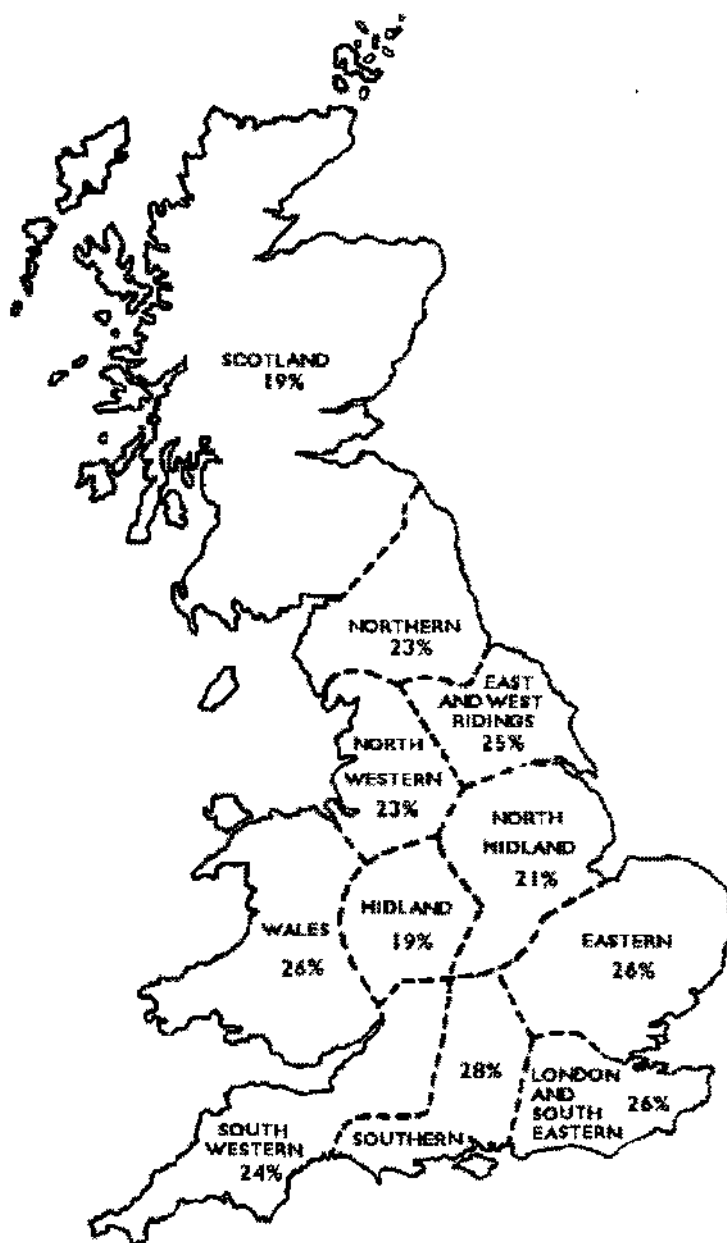 SCOTLAND
19%
NORTHERN
23%
EAST
AND WEST
RIDINGS
25%
NORTH
WESTERN
23%
NORTH
MIDLAND
21%
MIDLAND
19%
WALES
26%
EASTERN
26%
28%
SOUTHERN
LONDON
AND
SOUTH
EASTERN
26%
SOUTH
WESTERN
24%